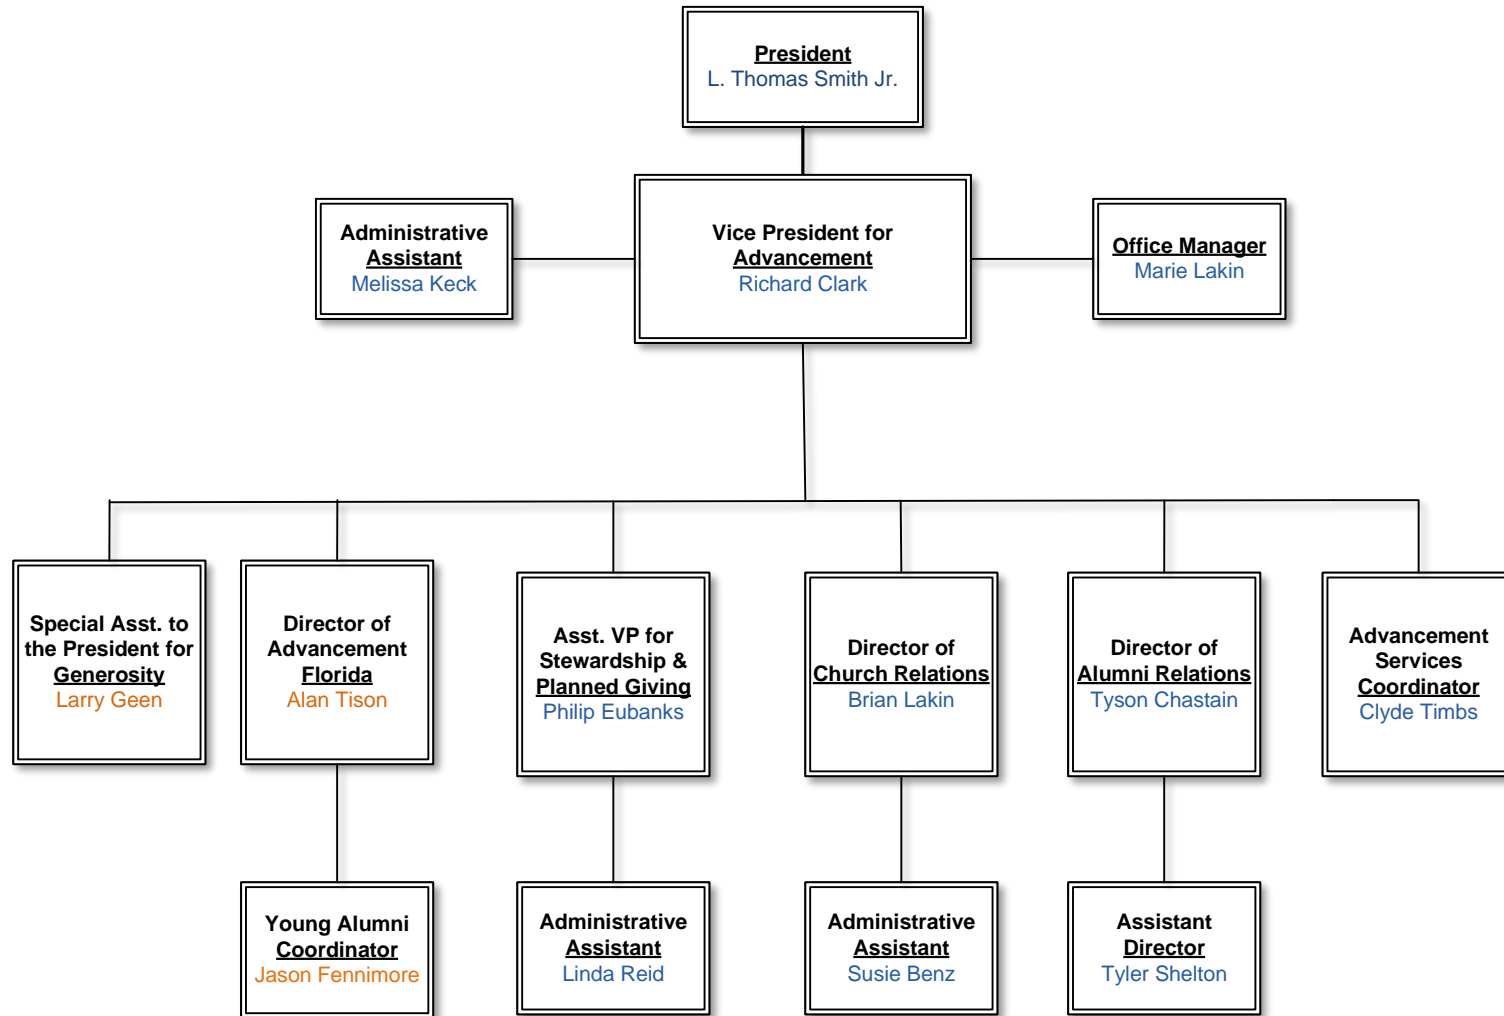 President
L. Thomas Smith Jr.
Administrative
Assistant
Melissa Keck
Vice President for
Advancement
Richard Clark
Office Manager
Marie Lakin
Special Asst. to
the President for
Generosity
Larry Geen
Director of
Advancement
Florida
Alan Tison
Asst. VP for
Stewardship &
Planned Giving
Philip Eubanks
Director of
Church Relations
Brian Lakin
Director of
Alumni Relations
Tyson Chastain
Advancement
Services
Coordinator
Clyde Timbs
Young Alumni
Coordinator
Jason Fennimore
Administrative
Assistant
Linda Reid
Administrative
Assistant
Susie Benz
Assistant
Director
Tyler Shelton